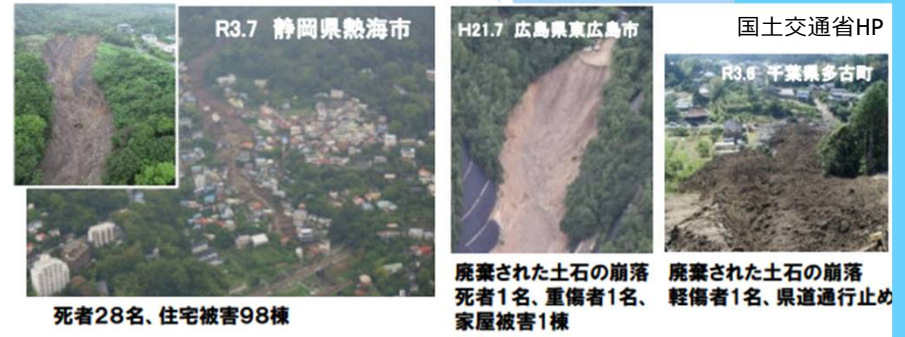 国土交通省HP
R3.7 静岡県熱海市
H21.7 広島県東広島市
R3.6 千葉県多古町
死者28名、住宅被害98棟
廃棄された土石の崩落
死者1名、重傷者1名、
家屋被害1棟
廃棄された土石の崩落
軽傷者1名、県道通行止め